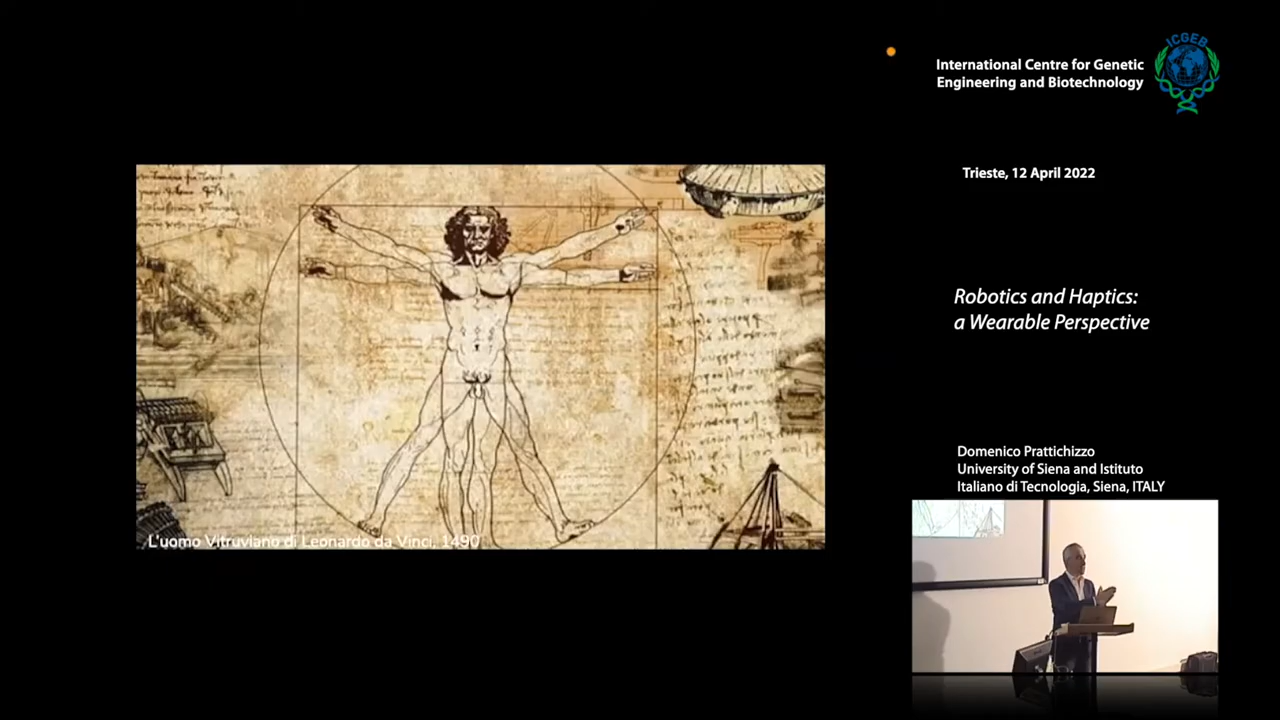 ICGEB
International Centre for Genetic
Engineering and Biotechnology
Trieste, 12 April 2022
Robotics and Haptics:
a Wearable Perspective
Domenico Prattichizzo
University of Siena and Istituto
Italiano di Tecnologia, Siena, ITALY
L'uomo Vitruviano di Leonardo da Vinci, 1490